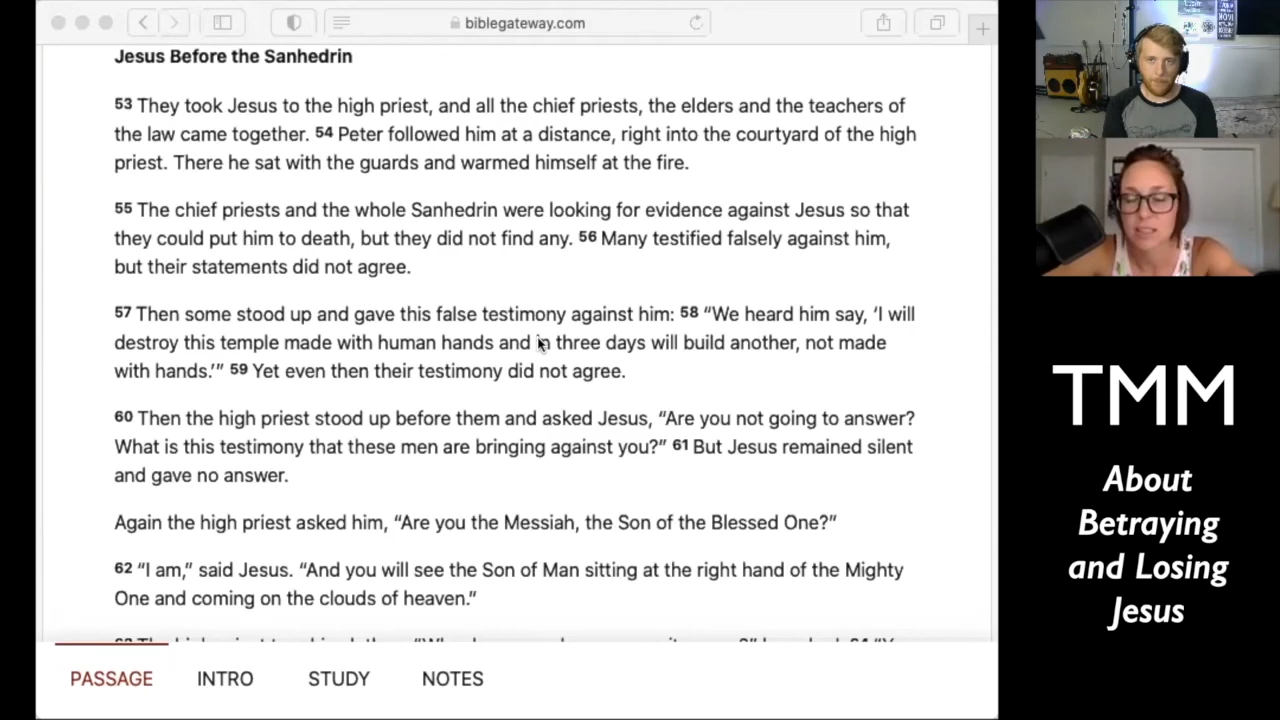 biblegateway.com
Jesus Before the Sanhedrin
53 They took Jesus to the high priest, and all the chief priests, the elders and the teachers of
the law came together. 54 Peter followed him at a distance, right into the courtyard of the high
priest. There he sat with the guards and warmed himself at the fire.
55 The chief priests and the whole Sanhedrin were looking for evidence against Jesus so that
they could put him to death, but they did not find any. 56 Many testified falsely against him,
but their statements did not agree.
57 Then some stood up and gave this false testimony against him: 58 “We heard him say, ‘I will
destroy this temple made with human hands and in three days will build another, not made
with hands.’” 59 Yet even then their testimony did not agree.
60 Then the high priest stood up before them and asked Jesus, “Are you not going to answer?
What is this testimony that these men are bringing against you?” 61 But Jesus remained silent
and gave no answer.
Again the high priest asked him, “Are you the Messiah, the Son of the Blessed One?”
62 “I am,” said Jesus. “And you will see the Son of Man sitting at the right hand of the Mighty
One and coming on the clouds of heaven.”
PASSAGE INTRO STUDY NOTES
TMM
About
Betraying
and Losing
Jesus